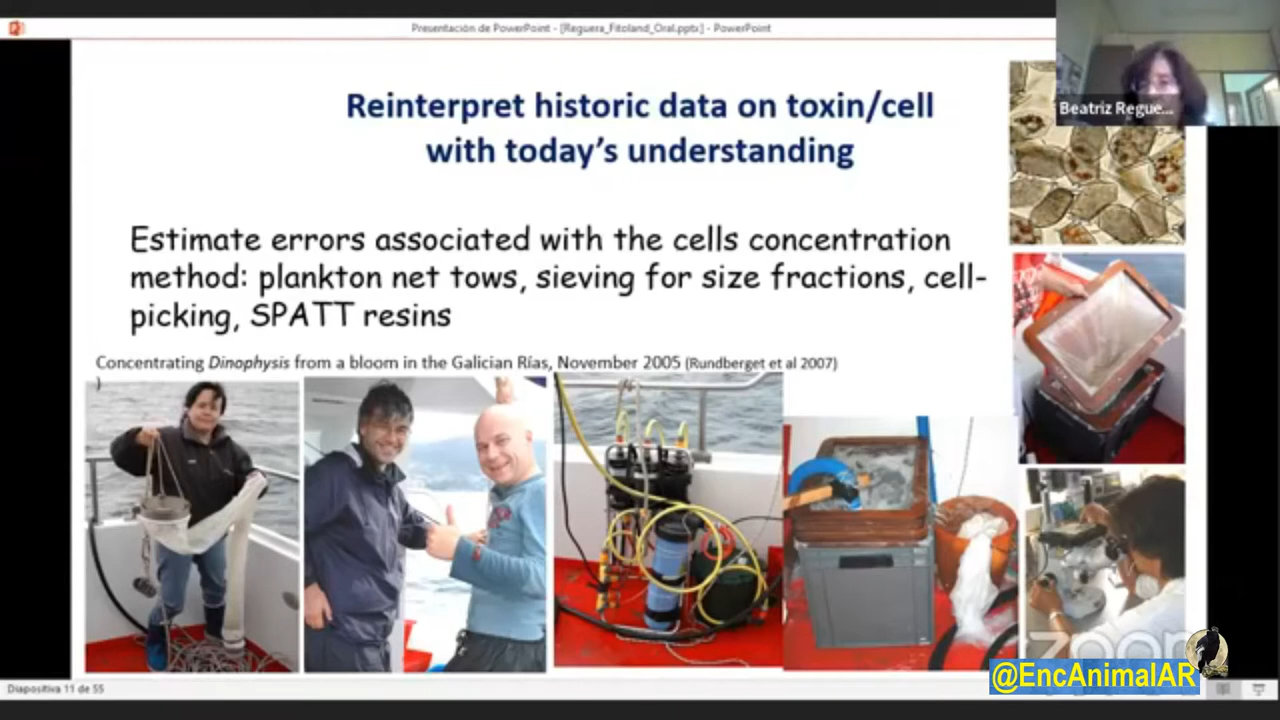 Presentación de PowerPoint - [Reguera_Fitoland_Oral.pptx] - PowerPoint
Beatriz Regue...
Reinterpret historic data on toxin/cell
with today's understanding
Estimate errors associated with the cells concentration
method: plankton net tows, sieving for size fractions, cell-
picking, SPATT resins
Concentrating Dinophysis from a bloom in the Galician Rías, November 2005 (Rundberget et al 2007)
)
zoom
@EncAnimalAR
Diapositiva 11 de 55